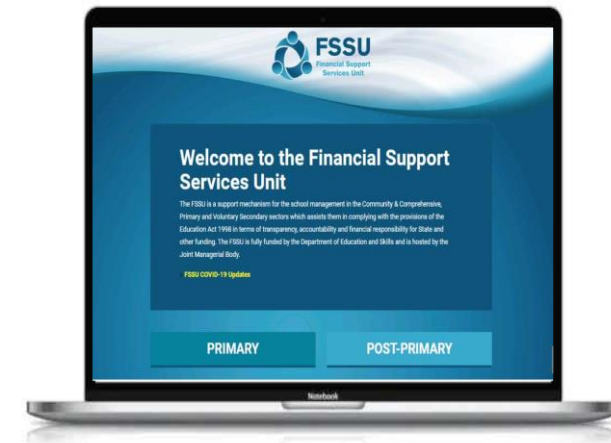 FSSU
Financial Support
Services Unit
Welcome to the Financial Support
Services Unit
The FSSU is a support mechanism for the school management in the Community & Comprehensive,
Primary and Voluntary Secondary sectors which assists them in complying with the provisions of the
Education Act 1998 in terms of transparency, accountability and financial responsibility for State and
other funding. The FSSU is fully funded by the Department of Education and Skills and is hosted by the
Joint Managerial Body.
FSSU COVID-19 Updates
PRIMARY
POST-PRIMARY
Notebook